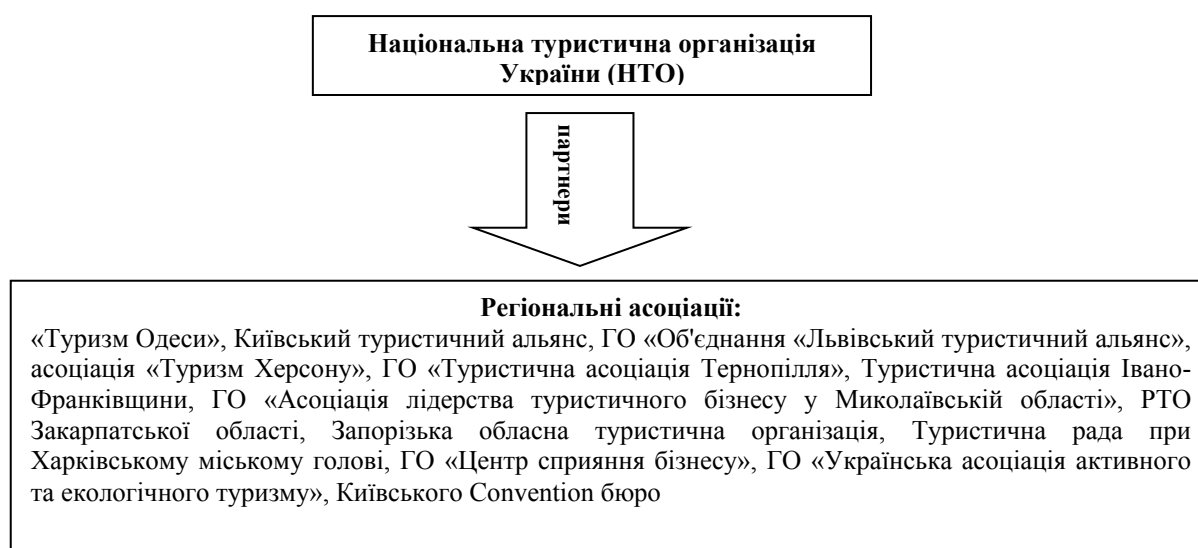 Національна туристична організація
України (НТО)
партнери
Регіональні асоціації:
«Туризм Одеси», Київський туристичний альянс, ГО «Об'єднання «Львівський туристичний альянс»,
асоціація «Туризм Херсону», ГО «Туристична асоціація Тернопілля», Туристична асоціація Івано-
Франківщини, ГО «Асоціація лідерства туристичного бізнесу у Миколаївській області», РТО
Закарпатської області, Запорізька обласна туристична організація, Туристична рада при
Харківському міському голові, ГО «Центр сприяння бізнесу», ГО «Українська асоціація активного
та екологічного туризму», Київського Convention бюро